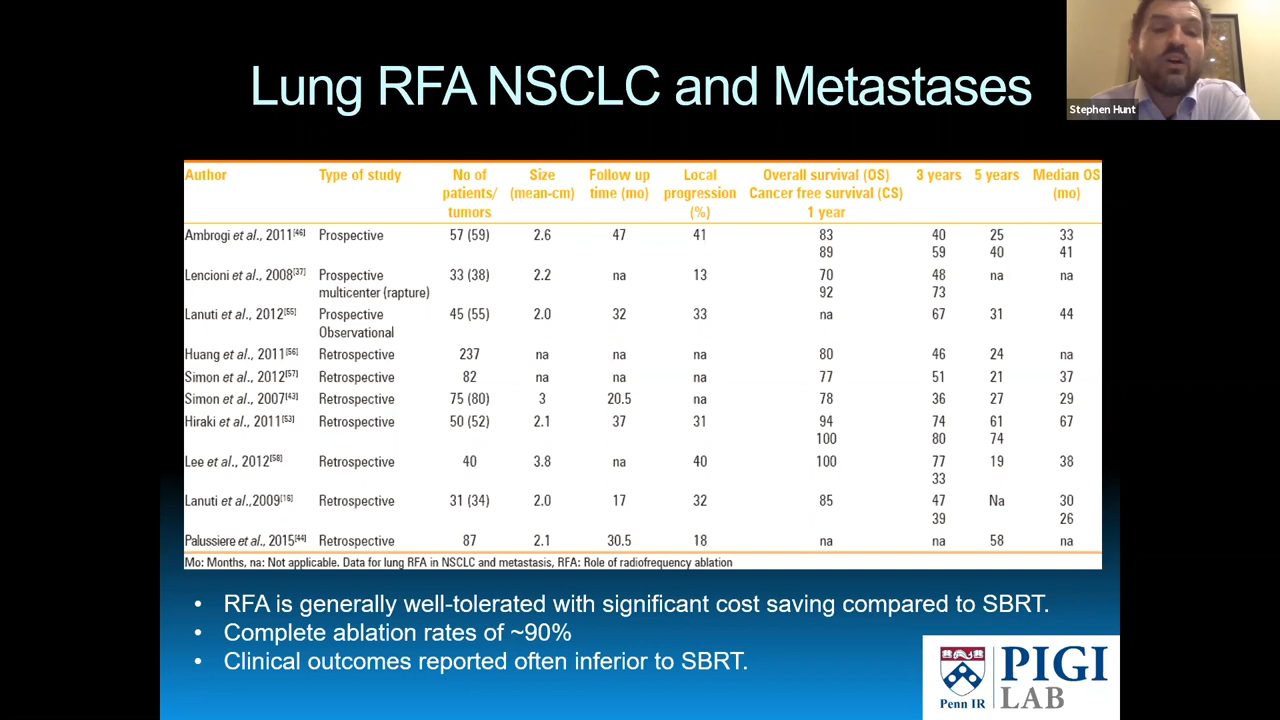 Lung RFA NSCLC and Metastases
Stephen Hunt
Author Type of study No of patients/ tumors Size (mean-cm) Follow up time (mo) Local progression (%) Overall survival (OS) Cancer free survival (CS) 1 year 3 years 5 years Median OS (mo)
Ambrogi et al., 2011[46] Prospective 57 (59) 2.6 47 41 83 40 25 33
89 59 40 41
Lencioni et al., 2008[37] Prospective 33 (38) 2.2 na 13 70 48 na na
multicenter (rapture) 92 73
Lanuti et al., 2012[55] Prospective 45 (55) 2.0 32 33 na 67 31 44
Observational
Huang et al., 2011[56] Retrospective 237 na na na 80 46 24 na
Simon et al., 2012[57] Retrospective 82 na na na 77 51 21 37
Simon et al., 2007[43] Retrospective 75 (80) 3 20.5 na 78 36 27 29
Hiraki et al., 2011[53] Retrospective 50 (52) 2.1 37 31 94 74 61 67
100 80 74
Lee et al., 2012[58] Retrospective 40 3.8 na 40 100 77 19 38
33
Lanuti et al.,2009[16] Retrospective 31 (34) 2.0 17 32 85 47 Na 30
39 26
Palussiere et al., 2015[44] Retrospective 87 2.1 30.5 18 na na 58 na
Mo: Months, na: Not applicable. Data for lung RFA in NSCLC and metastasis, RFA: Role of radiofrequency ablation
• RFA is generally well-tolerated with significant cost saving compared to SBRT.
• Complete ablation rates of ~90%
• Clinical outcomes reported often inferior to SBRT.
Penn IR
PIGI
LAB